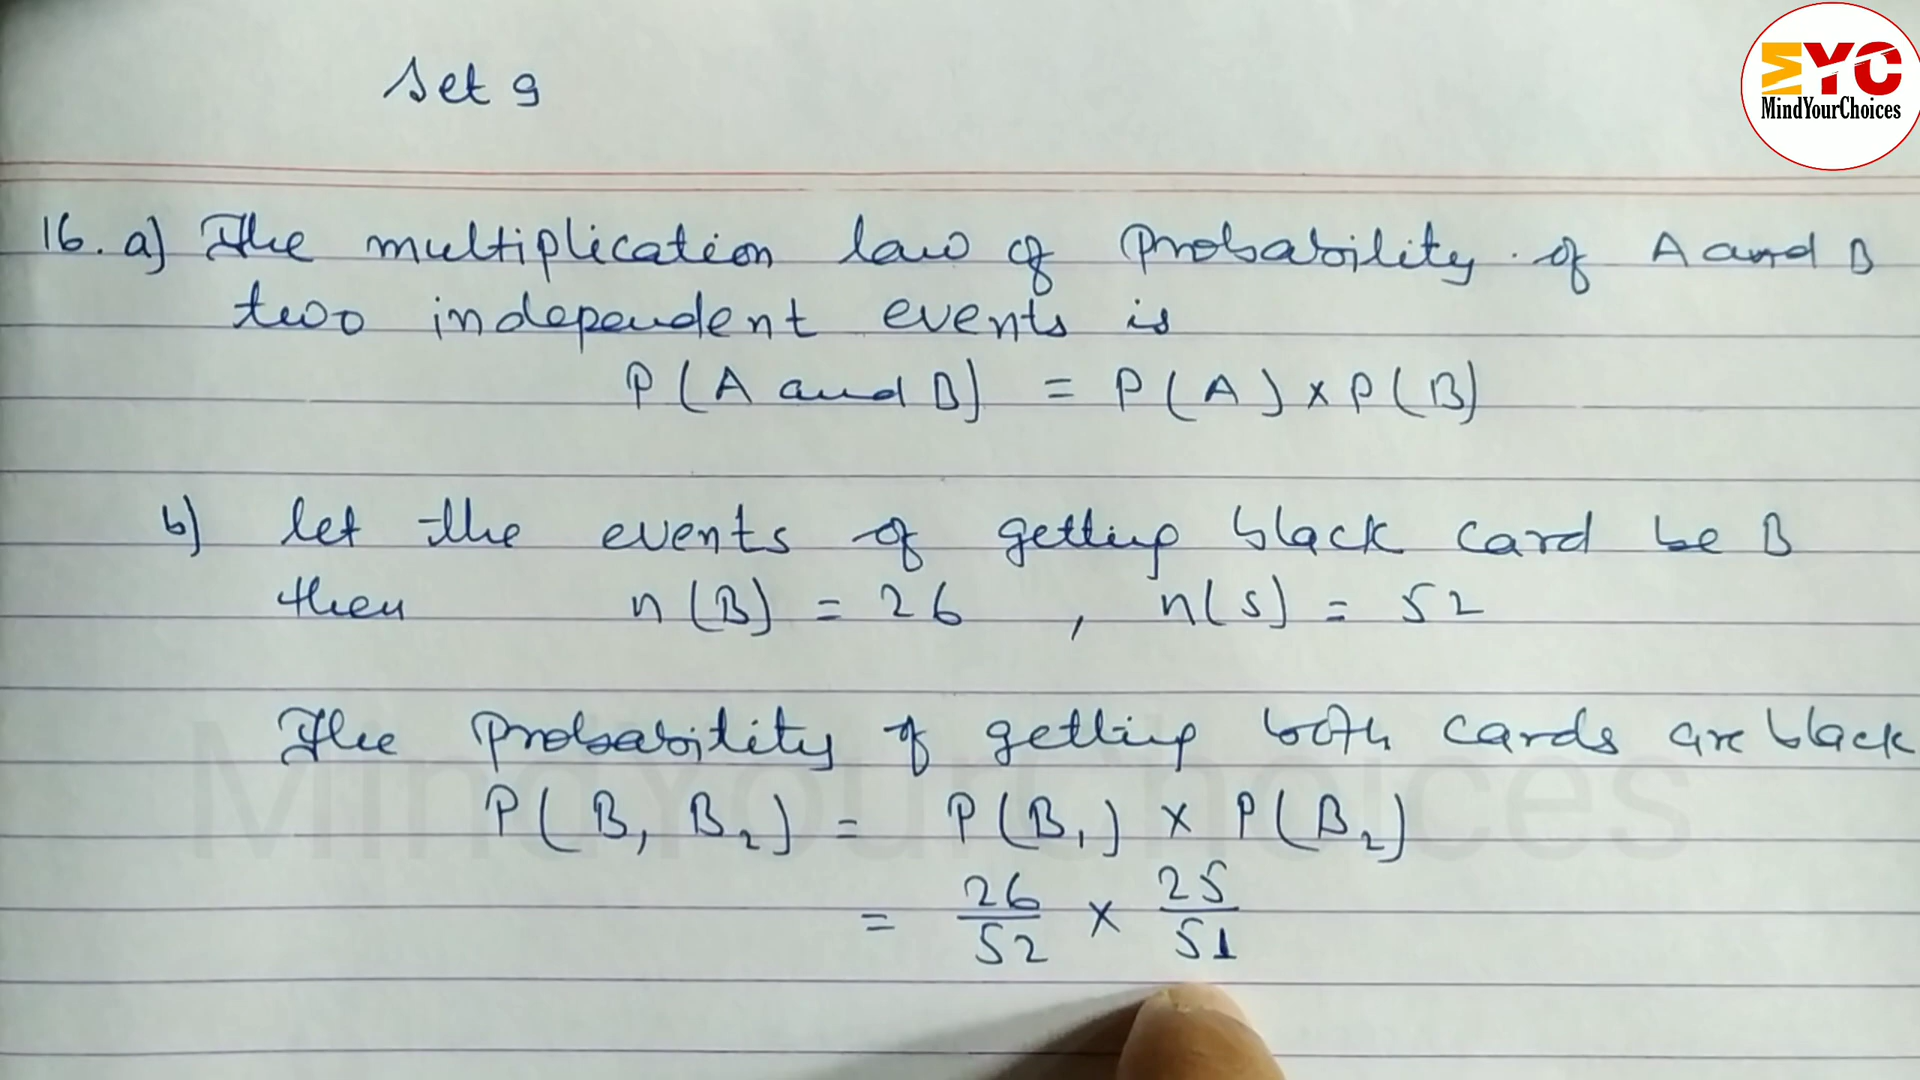 Set 9
MYC
MindYourChoices
16. a) The multiplication law of probability of A and B
two independent events is
P(A and B) = P(A) x P(B)
b) let the events of getting black card be B
then n(B) = 26 , n(S) = 52
The probability of getting both cards are black
P(B, B₂) = P(B₁) x P(B₂)
= 26/52 x 25/51
MindYourChoices